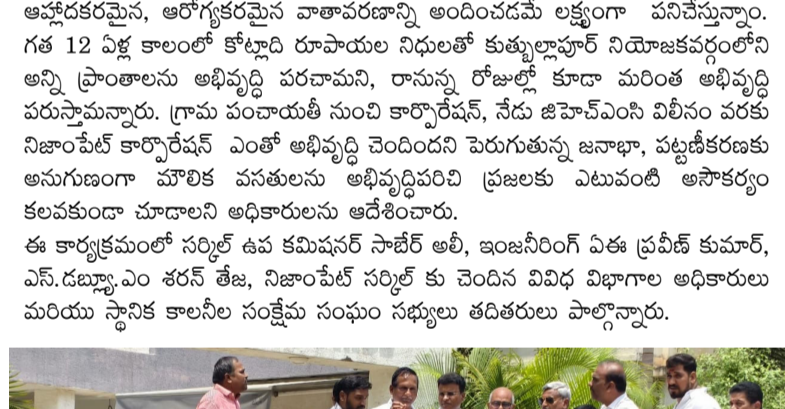 ఆహ్లాదకరమైన, ఆరోగ్యకరమైన వాతావరణాన్ని అందించడమే లక్ష్యంగా పనిచేస్తున్నాం.
గత 12 ఏళ్ల కాలంలో కోట్లాది రూపాయల నిధులతో కుత్బుల్లాపూర్ నియోజకవర్గంలోని
అన్ని ప్రాంతాలను అభివృద్ధి పరచామని, రానున్న రోజుల్లో కూడా మరింత అభివృద్ధి
పరుస్తామన్నారు. గ్రామ పంచాయతీ నుంచి కార్పొరేషన్, నేడు జిహెచ్ఎంసి విలీనం వరకు
నిజాంపేట్ కార్పొరేషన్ ఎంతో అభివృద్ధి చెందిందని పెరుగుతున్న జనాభా, పట్టణీకరణకు
అనుగుణంగా మౌలిక వసతులను అభివృద్ధిపరిచి ప్రజలకు ఎటువంటి అసౌకర్యం
కలవకుండా చూడాలని అధికారులను ఆదేశించారు.
ఈ కార్యక్రమంలో సర్కిల్ ఉప కమిషనర్ సాబేర్ అలీ, ఇంజనీరింగ్ ఏఈ ప్రవీణ్ కుమార్,
ఎస్.డబ్ల్యూ.ఎం శరన్ తేజ, నిజాంపేట్ సర్కిల్ కు చెందిన వివిధ విభాగాల అధికారులు
మరియు స్థానిక కాలనీల సంక్షేమ సంఘం సభ్యులు తదితరులు పాల్గొన్నారు.